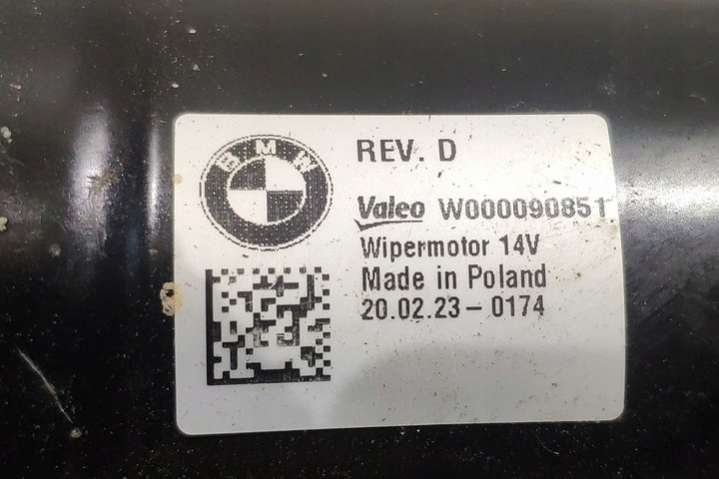 BMW
REV. D
Valeo W000090851
Wipermotor 14V
Made in Poland
20.02.23-0174